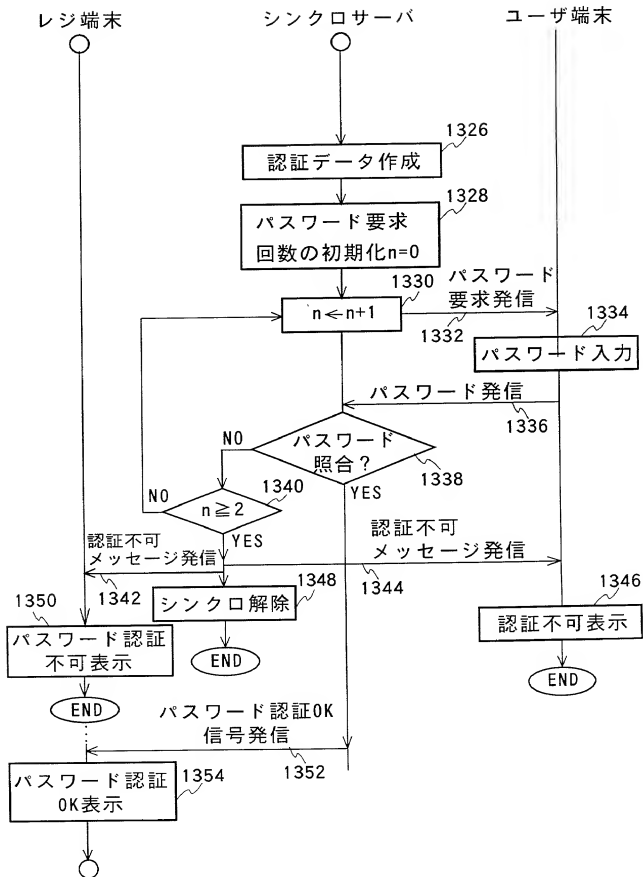 レジ端末
シンクロサーバ
ユーザ端末
1326
認証データ作成
1328
パスワード要求
回数の初期化n=0
1330
n←n+1
パスワード
要求発信
1332
1334
パスワード入力
パスワード発信
1336
パスワード
照合?
1338
NO
YES
1340
n≧2
NO
YES
認証不可
メッセージ発信
1342
認証不可
メッセージ発信
1344
1348
シンクロ解除
END
1346
認証不可表示
END
1350
パスワード認証
不可表示
END
パスワード認証OK
信号発信
1352
パスワード認証
OK表示
1354